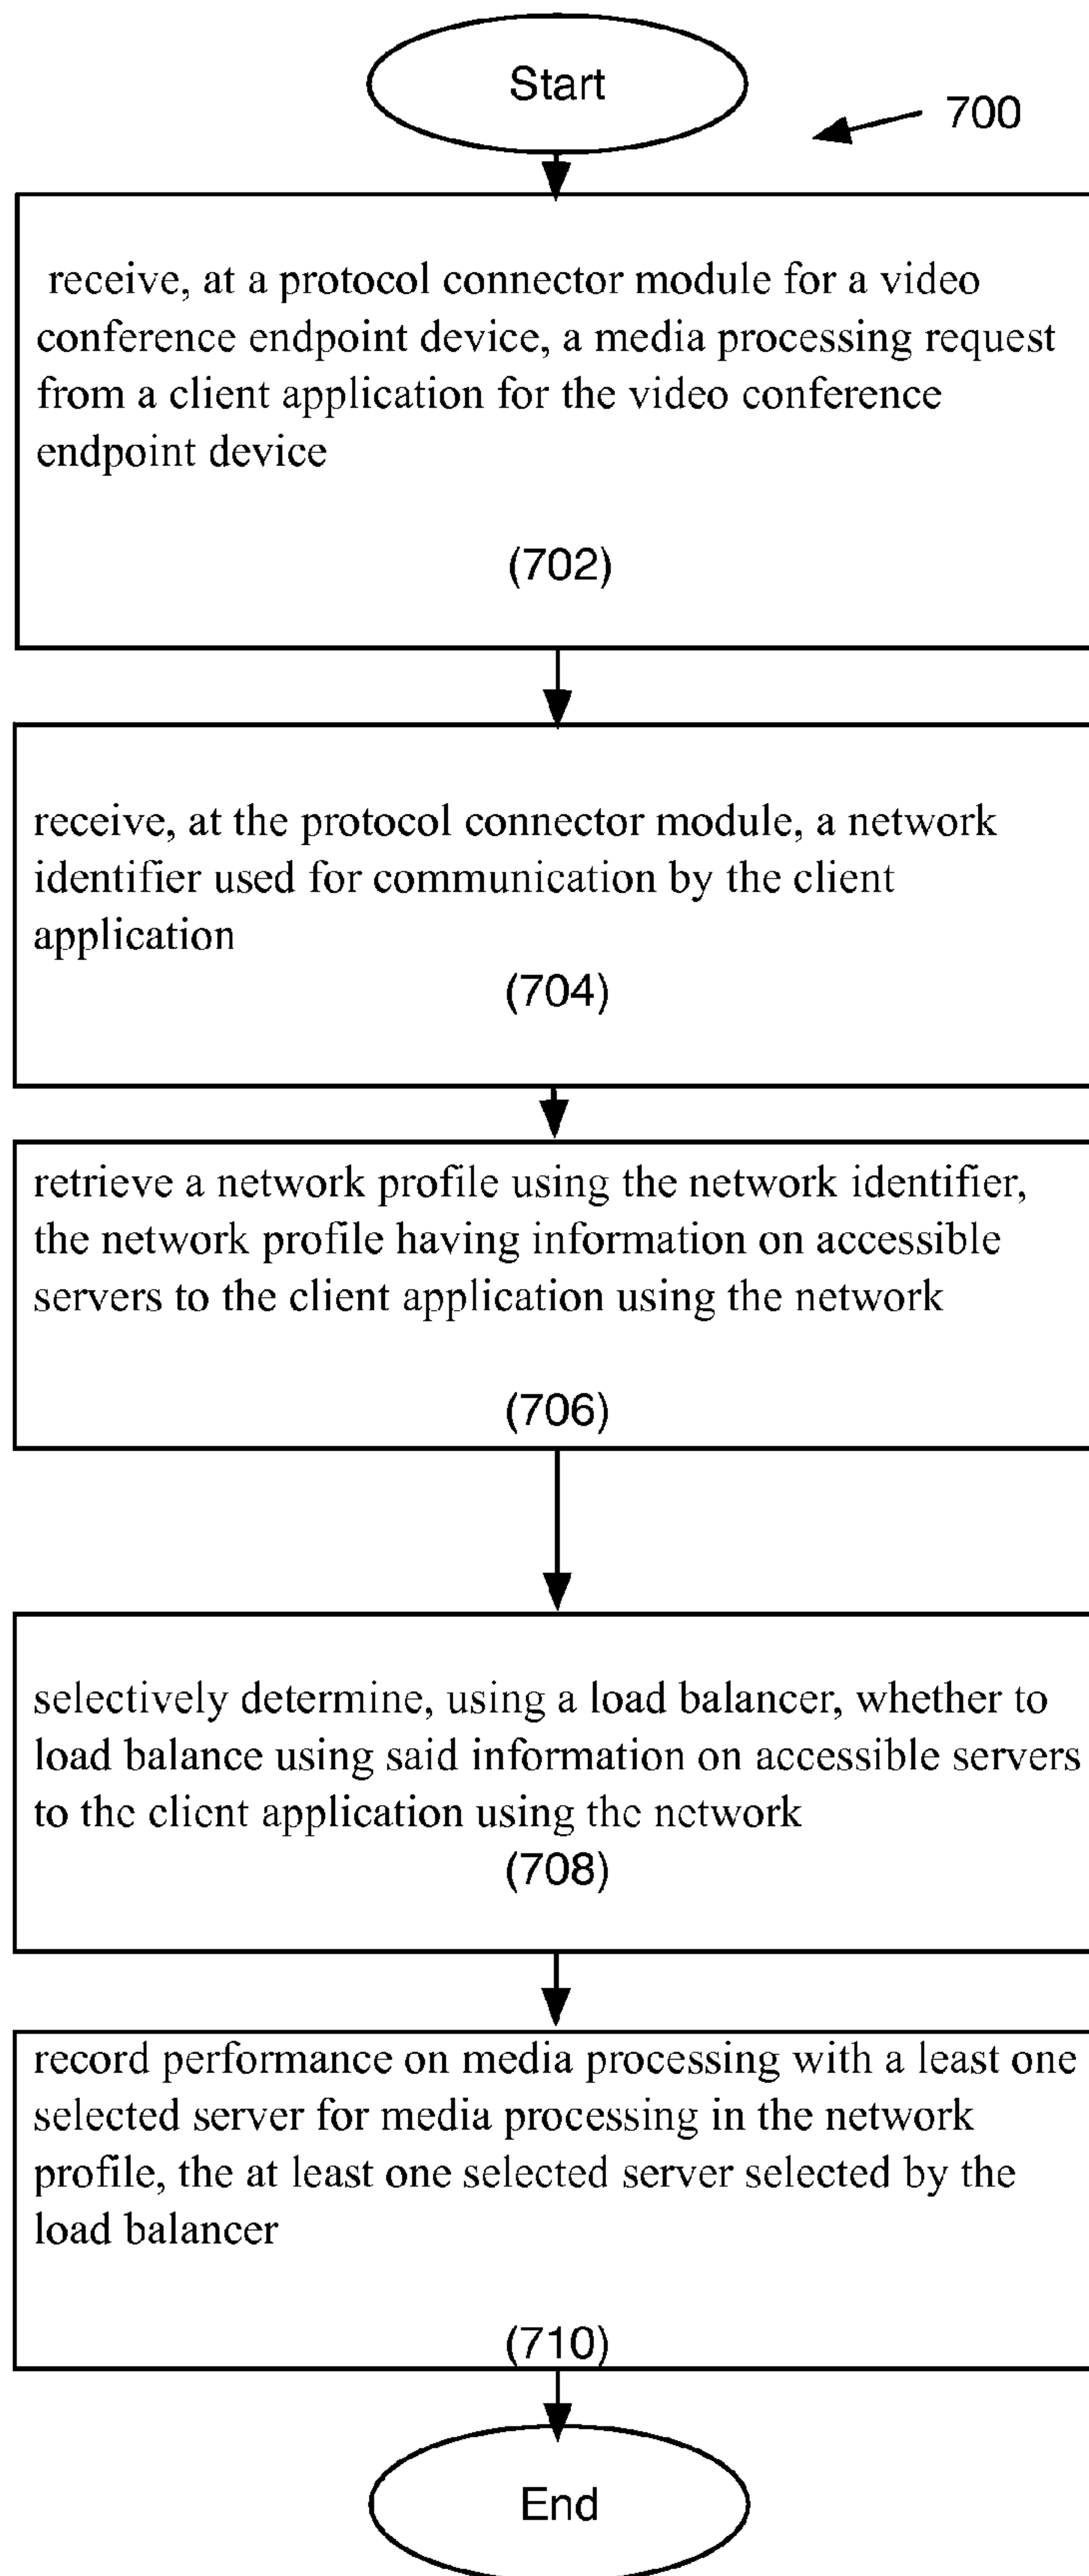 Start
700
receive, at a protocol connector module for a video
conference endpoint device, a media processing request
from a client application for the video conference
endpoint device
(702)
receive, at the protocol connector module, a network
identifier used for communication by the client
application
(704)
retrieve a network profile using the network identifier,
the network profile having information on accessible
servers to the client application using the network
(706)
selectively determine, using a load balancer, whether to
load balance using said information on accessible servers
to the client application using the network
(708)
record performance on media processing with a least one
selected server for media processing in the network
profile, the at least one selected server selected by the
load balancer
(710)
End